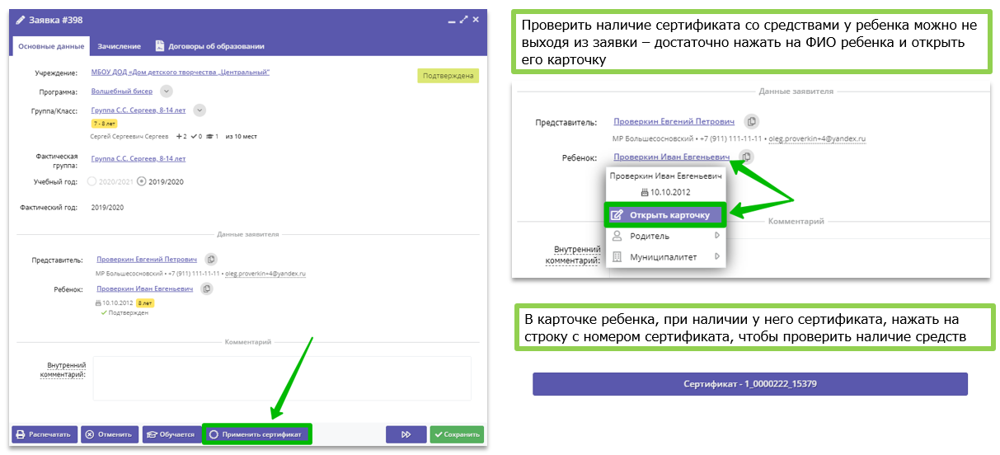 Заявка #398
Основные данные
Зачисление
Договоры об образовании
Учреждение: МБОУ ДОД «Дом детского творчества „Центральный"
Подтверждена
Программа: Волшебный бисер
Группа/Класс: Группа С.С. Сергеев, 8-14 лет
7 - 8 лет
Сергей Сергеевич Сергеев + 2 ✓ 0 1 из 10 мест
Фактическая
группа: Группа С.С. Сергеев, 8-14 лет
Учебный год: 2020/2021 2019/2020
Фактический год: 2019/2020
Данные заявителя
Представитель: Проверкин Евгений Петрович
МР Большесосновский • +7 (911) 111-11-11 • oleg.proverkin+4@yandex.ru
Ребенок: Проверкин Иван Евгеньевич
10.10.2012 8 лет
✓ Подтвержден
Комментарий
Внутренний
комментарий:
Распечатать
Отменить
Обучается
Применить сертификат
Сохранить
Проверить наличие сертификата со средствами у ребенка можно не
выходя из заявки – достаточно нажать на ФИО ребенка и открыть
его карточку
Данные заявителя
Представитель: Проверкин Евгений Петрович
МР Большесосновский • +7 (911) 111-11-11 • oleg.proverkin+4@yandex.ru
Ребенок: Проверкин Иван Евгеньевич
Проверкин Иван Евгеньевич
10.10.2012
Открыть карточку
Родитель
Муниципалитет
Комментарий
Внутренний
комментарий:
В карточке ребенка, при наличии у него сертификата, нажать на
строку с номером сертификата, чтобы проверить наличие средств
Сертификат - 1_0000222_15379